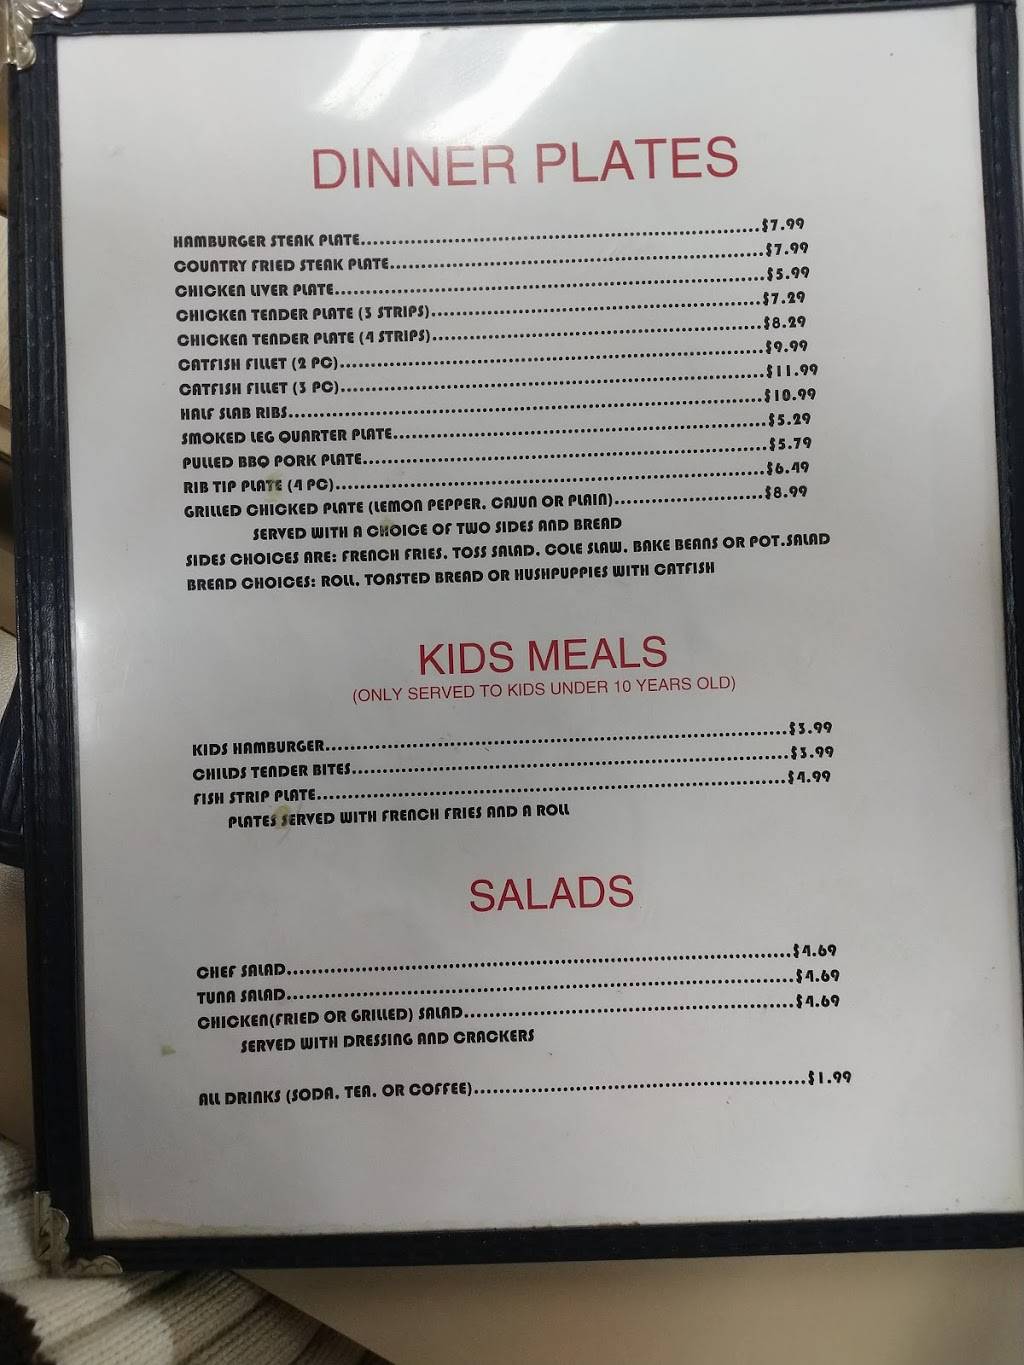 DINNER PLATES
HAMBURGER STEAK PLATE..........$7.99
COUNTRY FRIED STEAK PLATE..........$7.99
CHICKEN LIVER PLATE..........$5.99
CHICKEN TENDER PLATE (3 STRIPS)..........$7.29
CHICKEN TENDER PLATE (4 STRIPS)..........$8.29
CATFISH FILLET (2 PC)..........$9.99
CATFISH FILLET (3 PC)..........$11.99
HALF SLAB RIBS..........$10.99
SMOKED LEG QUARTER PLATE..........$5.29
PULLED BBQ PORK PLATE..........$5.79
RIB TIP PLATE (4 PC)..........$6.49
GRILLED CHICKED PLATE (LEMON PEPPER, CAJUN OR PLAIN)..........$8.99
SERVED WITH A CHOICE OF TWO SIDES AND BREAD
SIDES CHOICES ARE: FRENCH FRIES, TOSS SALAD, COLE SLAW, BAKE BEANS OR POT.SALAD
BREAD CHOICES: ROLL, TOASTED BREAD OR HUSHPUPPIES WITH CATFISH
KIDS MEALS
(ONLY SERVED TO KIDS UNDER 10 YEARS OLD)
KIDS HAMBURGER..........$3.99
CHILDS TENDER BITES..........$3.99
FISH STRIP PLATE..........$4.99
PLATES SERVED WITH FRENCH FRIES AND A ROLL
SALADS
CHEF SALAD..........$4.69
TUNA SALAD..........$4.69
CHICKEN(FRIED OR GRILLED) SALAD..........$4.69
SERVED WITH DRESSING AND CRACKERS
ALL DRINKS (SODA, TEA, OR COFFEE)..........$1.99